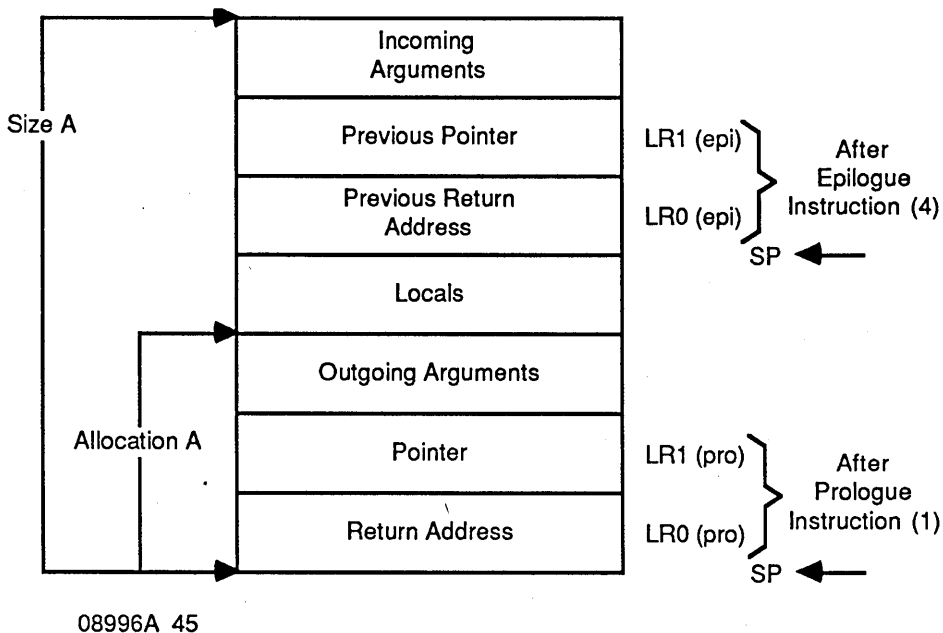 Incoming
Arguments
Size A
Previous Pointer
LR1 (epi)
After
Epilogue
Instruction (4)
Previous Return
Address
LR0 (epi)
SP
Locals
Outgoing Arguments
Allocation A
Pointer
LR1 (pro)
After
Prologue
Instruction (1)
Return Address
LR0 (pro)
SP
08996A 45